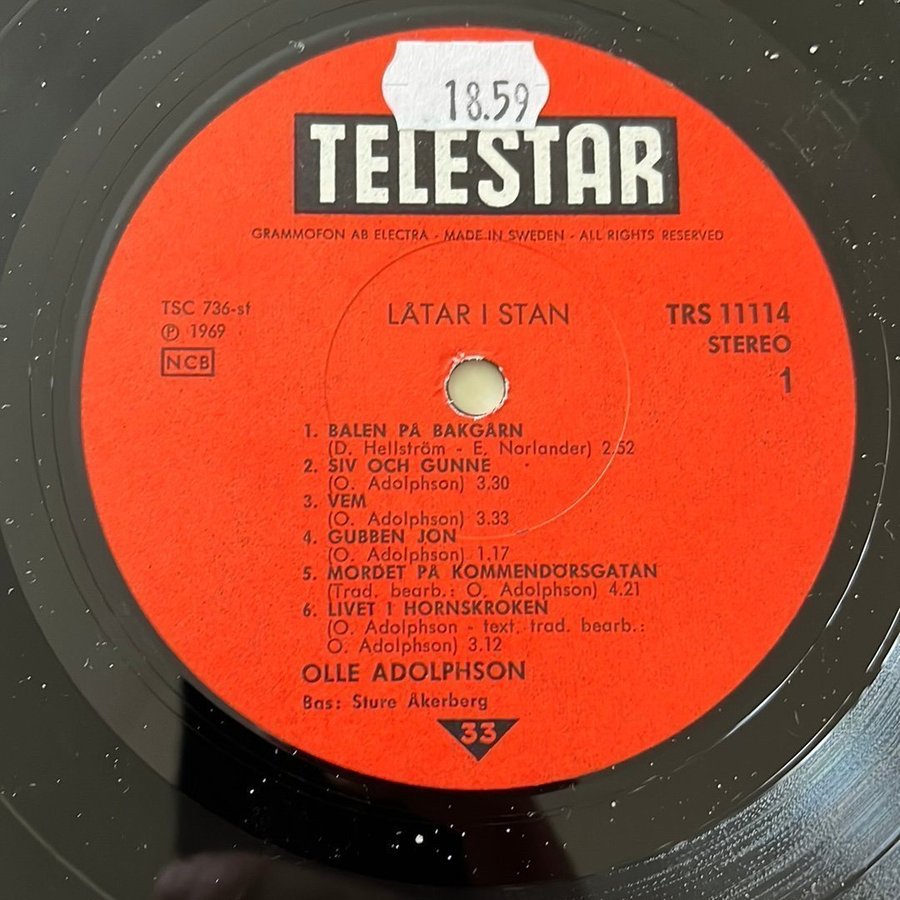 18.59
TELESTAR
GRAMMOFON AB ELECTRA - MADE IN SWEDEN - ALL RIGHTS RESERVED
TSC 736-sf
Ⓟ 1969
NCB
LÅTAR I STAN
TRS 11114
STEREO
1
1. BALEN PÅ BAKGÅRN
(D. Hellström - E. Norlander) 2.52
2. SIV OCH GUNNE
(O. Adolphson) 3.30
3. VEM
(O. Adolphson) 3.33
4. GUBBEN JON
(O. Adolphson) 1.17
5. MORDET PÅ KOMMENDÖRSGATAN
(Trad. bearb.: O. Adolphson) 4.21
6. LIVET I HORNSKROKEN
(O. Adolphson - text. trad. bearb.:
O. Adolphson) 3.12
OLLE ADOLPHSON
Bas: Sture Åkerberg
33